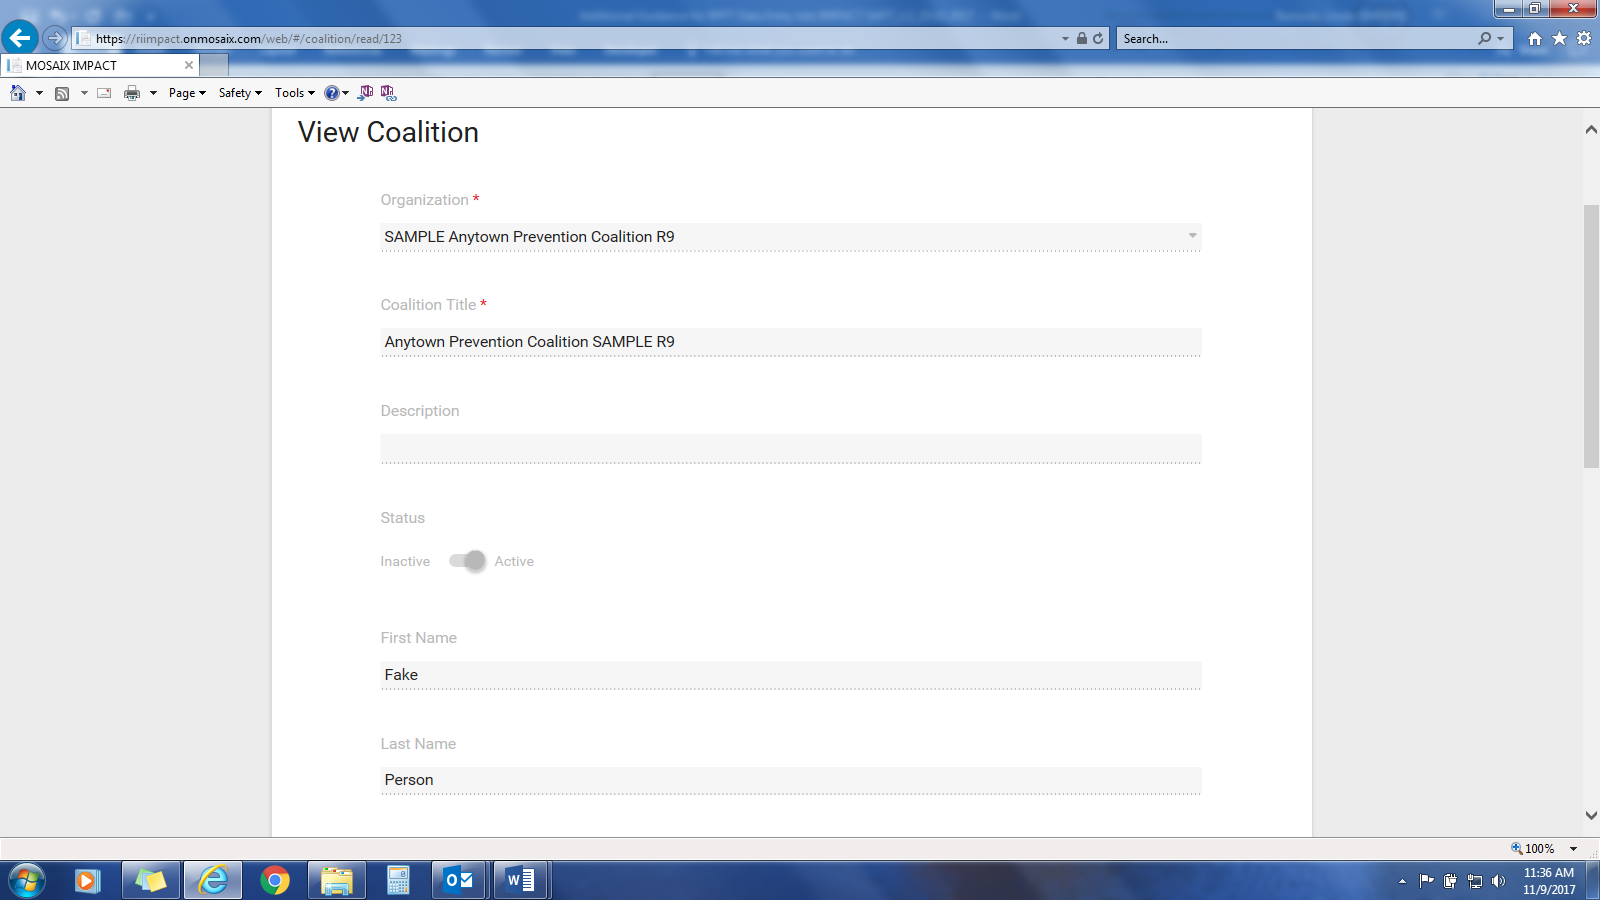 https://riimpact.onmosaix.com/web/#/coalition/read/123
Search...
MOSAIX IMPACT
Page
Safety
Tools
View Coalition
Organization *
SAMPLE Anytown Prevention Coalition R9
Coalition Title *
Anytown Prevention Coalition SAMPLE R9
Description
Status
Inactive Active
First Name
Fake
Last Name
Person
100%
11:36 AM
11/9/2017